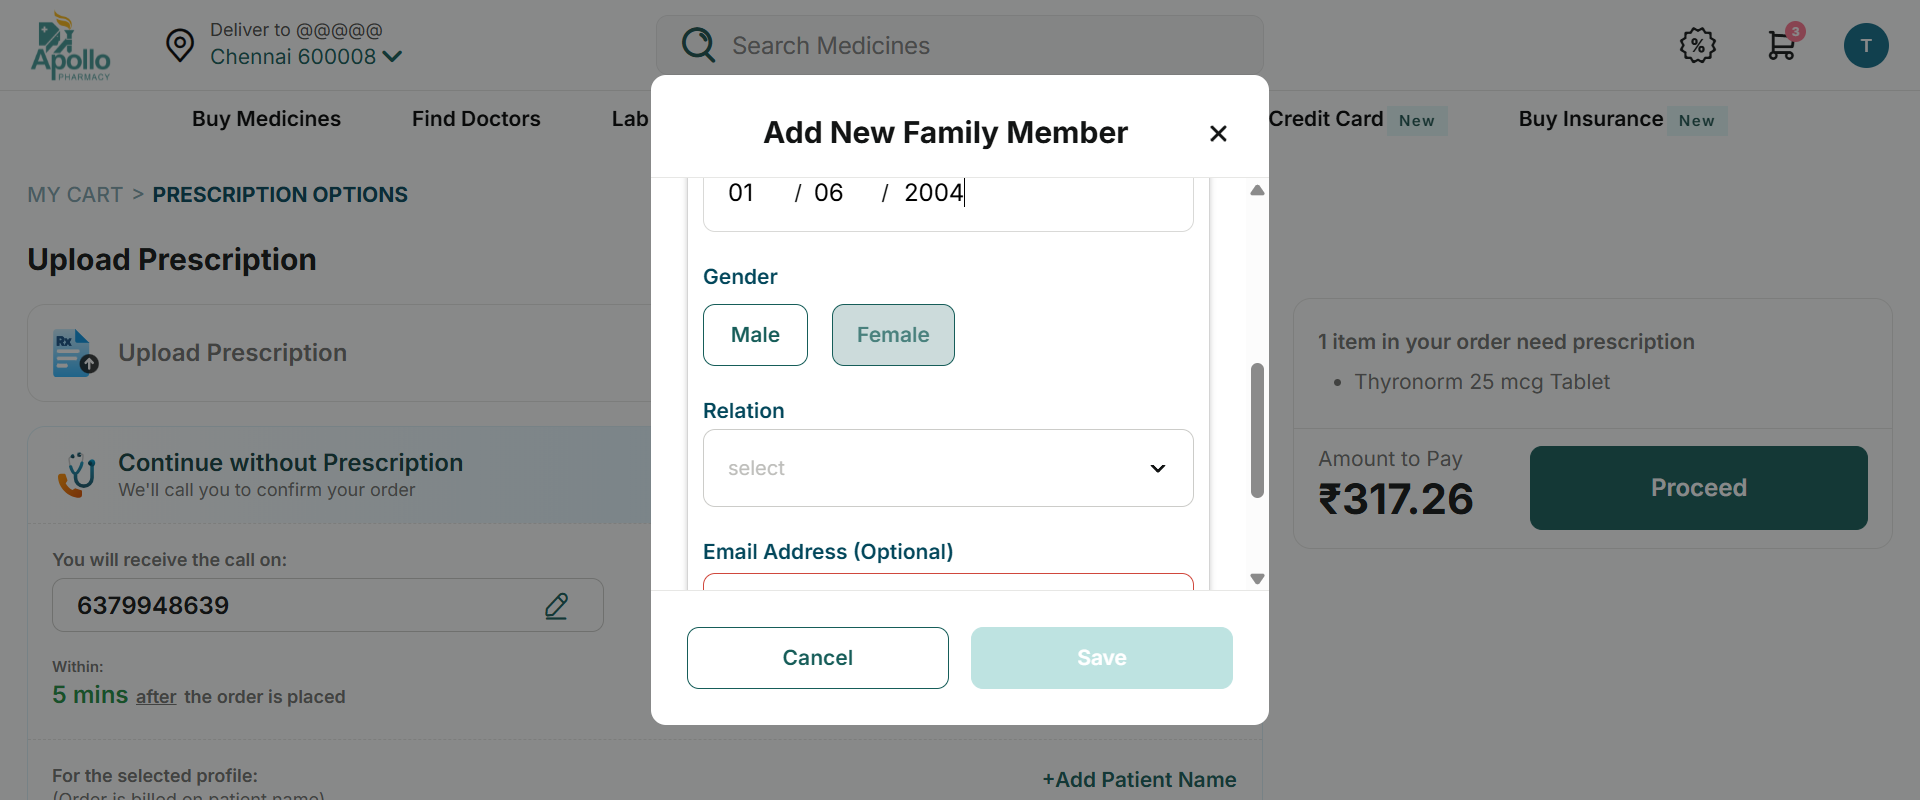 Apollo
PHARMACY
Deliver to @@@@@
Chennai 600008
Search Medicines
%
3
T
Buy Medicines
Find Doctors
Lab
Credit Card New
Buy Insurance New
MY CART > PRESCRIPTION OPTIONS
Upload Prescription
Rx
Upload Prescription
Continue without Prescription
We'll call you to confirm your order
You will receive the call on:
6379948639
Within:
5 mins after the order is placed
For the selected profile:
(Order is billed on patient name)
+Add Patient Name
Add New Family Member
01 / 06 / 2004
Gender
Male
Female
Relation
select
Email Address (Optional)
Cancel
Save
1 item in your order need prescription
• Thyronorm 25 mcg Tablet
Amount to Pay
₹317.26
Proceed